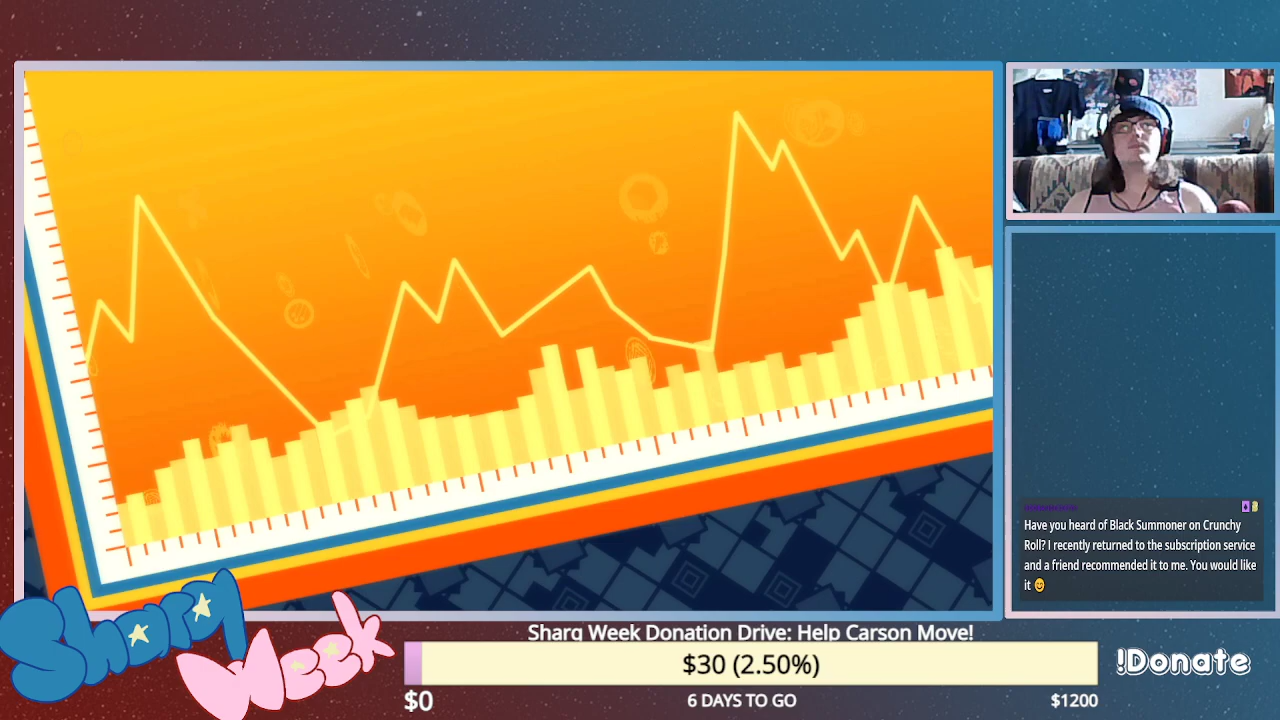 Have you heard of Black Summoner on Crunchy
Roll? I recently returned to the subscription service
and a friend recommended it to me. You would like
it 😊
Sharq Week
Sharq Week Donation Drive: Help Carson Move!
$30 (2.50%)
$0
6 DAYS TO GO
$1200
!Donate